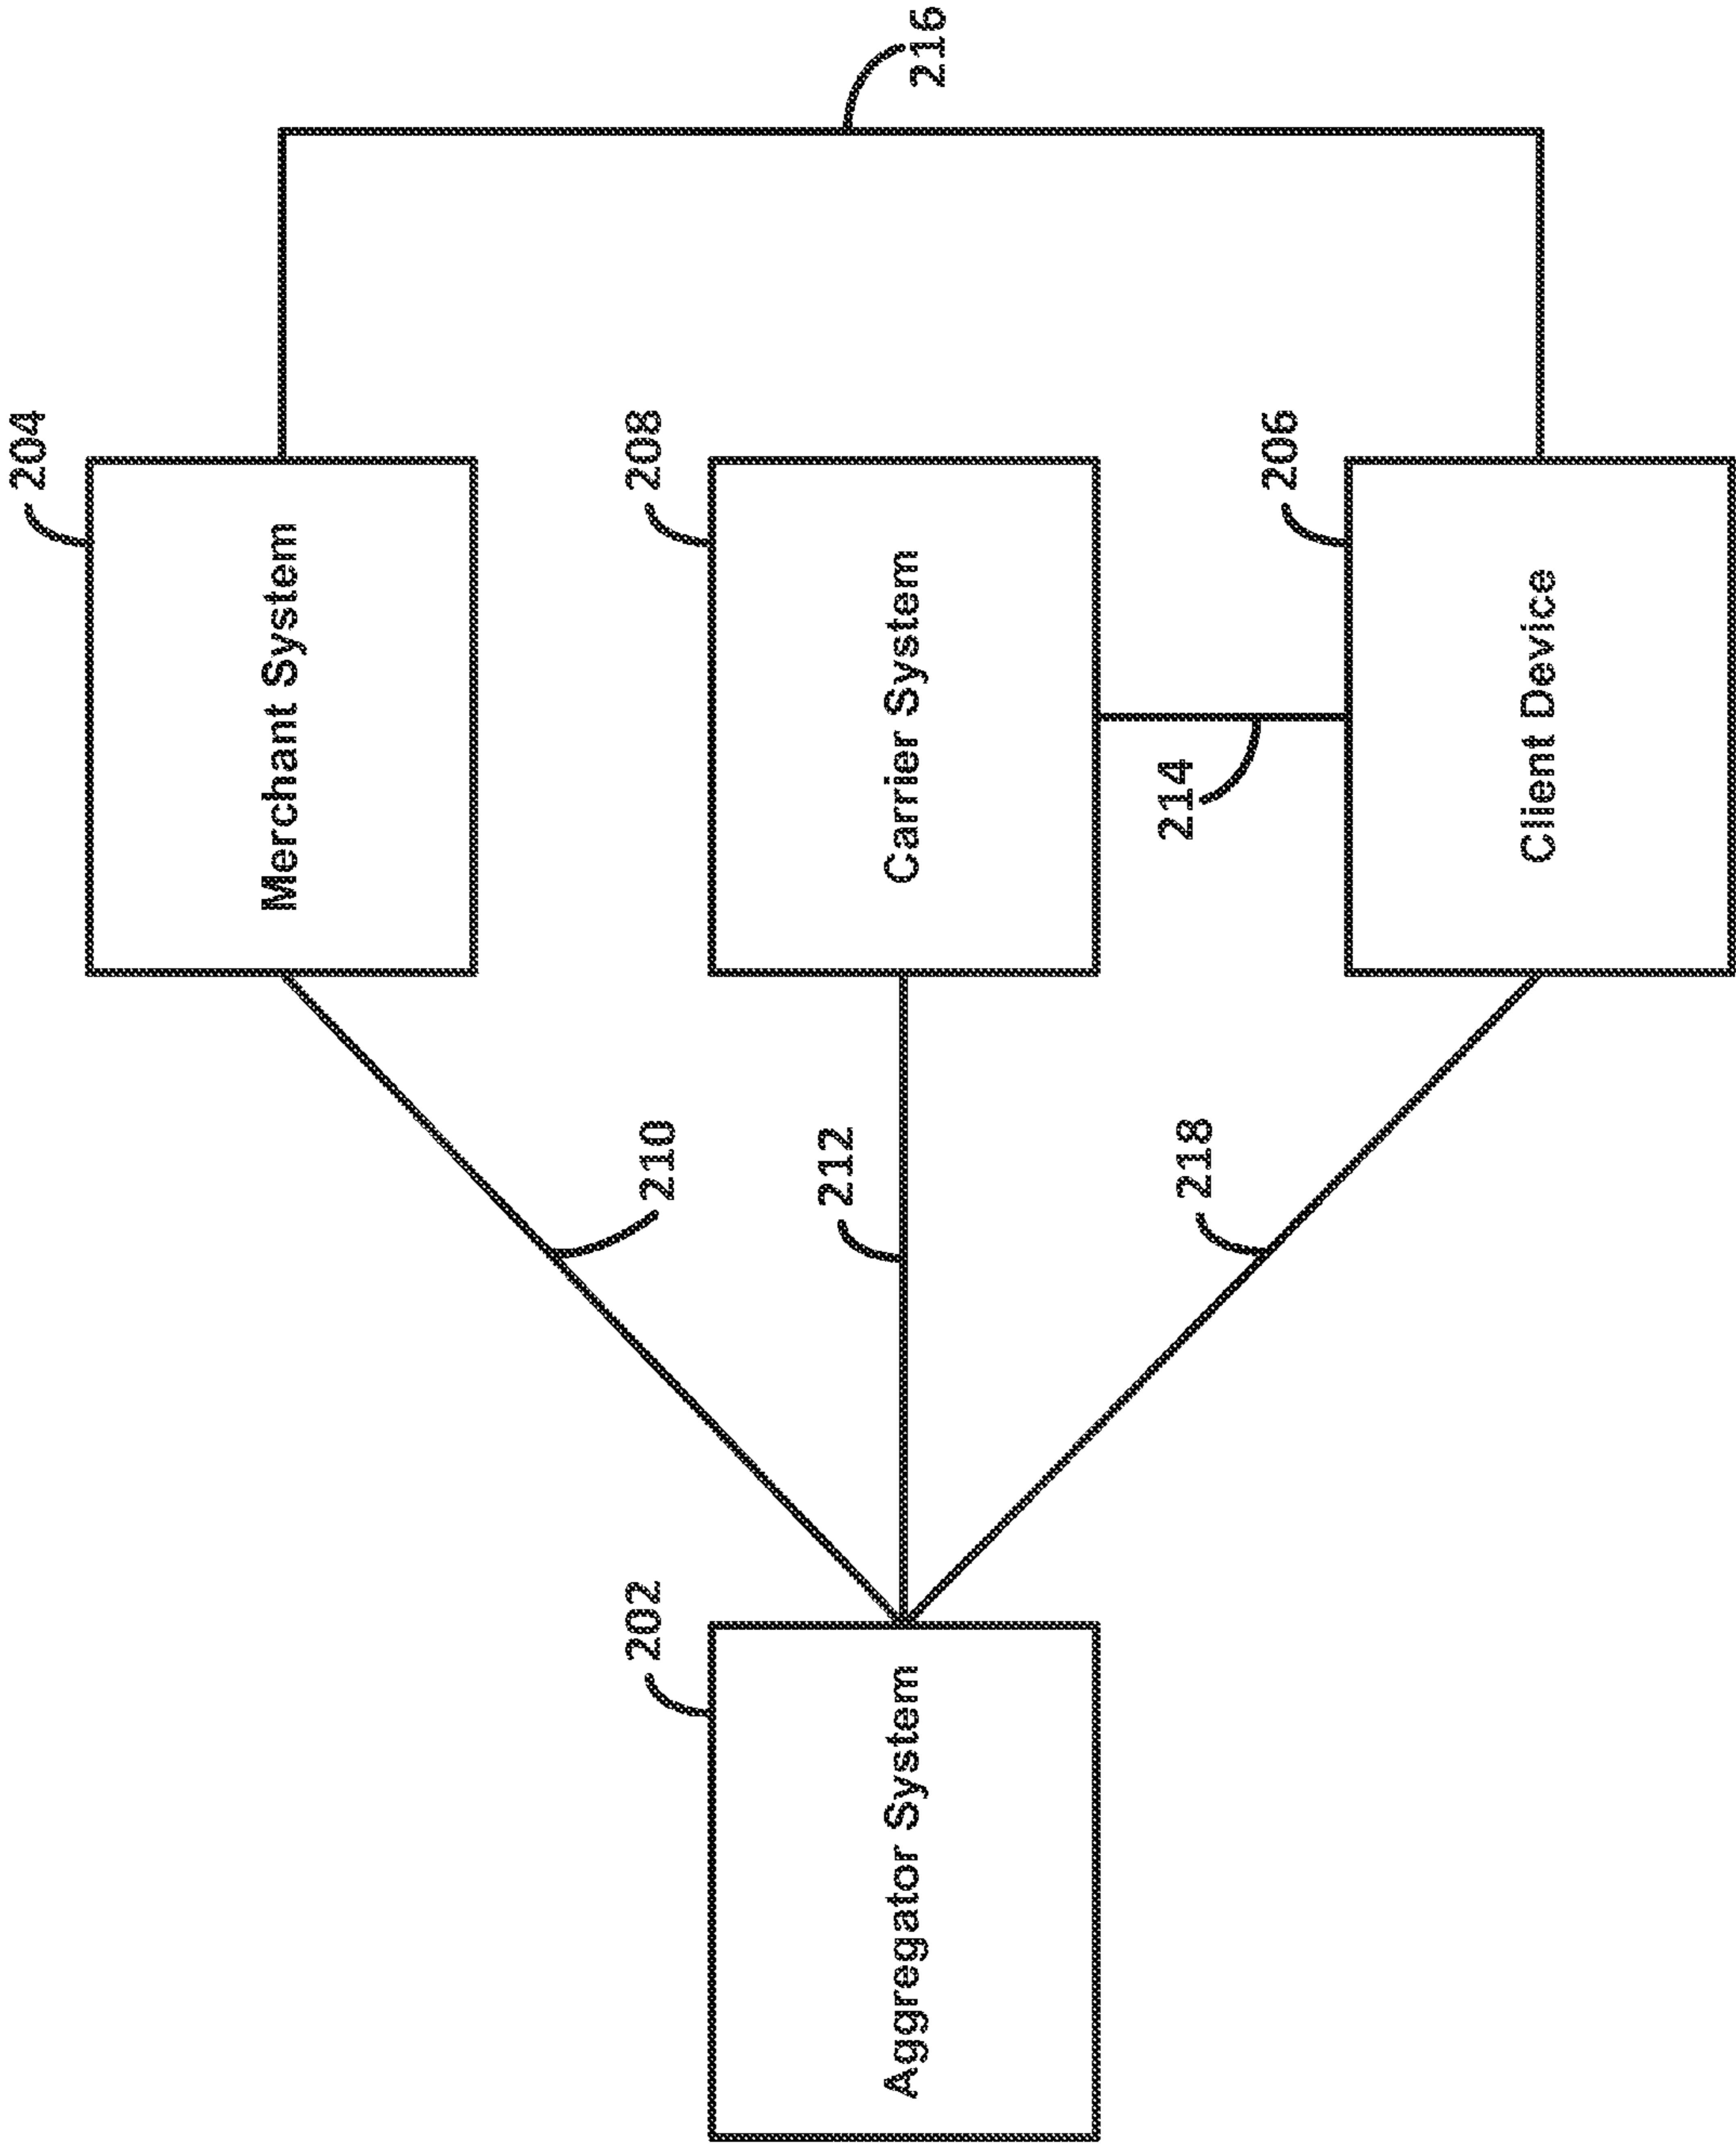 204
Merchant System
216
208
Carrier System
206
Client Device
214
210
212
218
202
Aggregator System